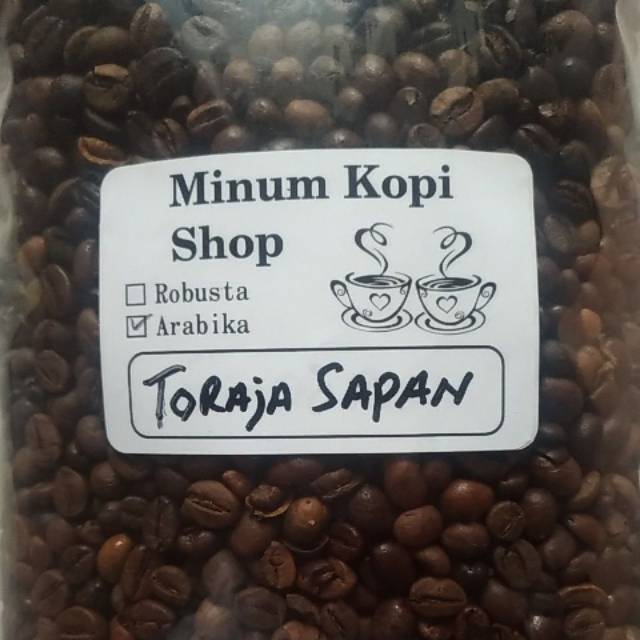 Minum Kopi
Shop
Robusta
Arabika
TORAjA SAPAN